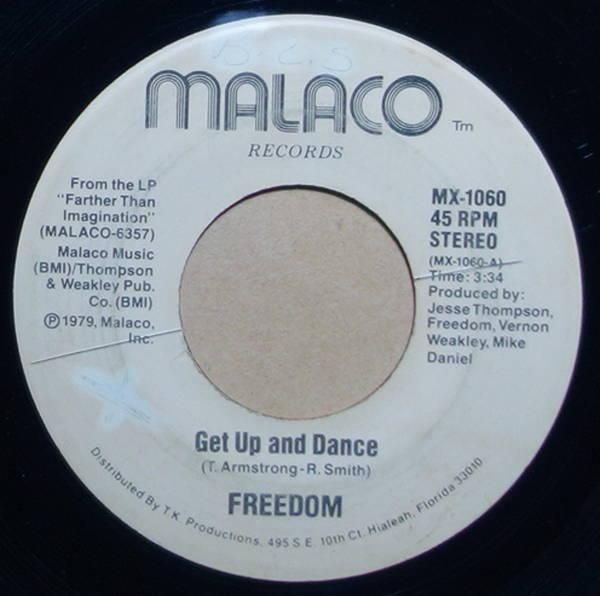 B.C.S
MALACO Tm
RECORDS
From the LP
"Farther Than
Imagination"
(MALACO-6357)
Malaco Music
(BMI)/Thompson
& Weakley Pub.
Co. (BMI)
℗1979, Malaco,
Inc.
MX-1060
45 RPM
STEREO
(MX-1060-A)
Time: 3:34
Produced by:
Jesse Thompson,
Freedom, Vernon
Weakley, Mike
Daniel
Get Up and Dance
(T. Armstrong-R. Smith)
FREEDOM
Distributed By T.K. Productions, 495 S.E. 10th Ct. Hialeah, Florida 33010